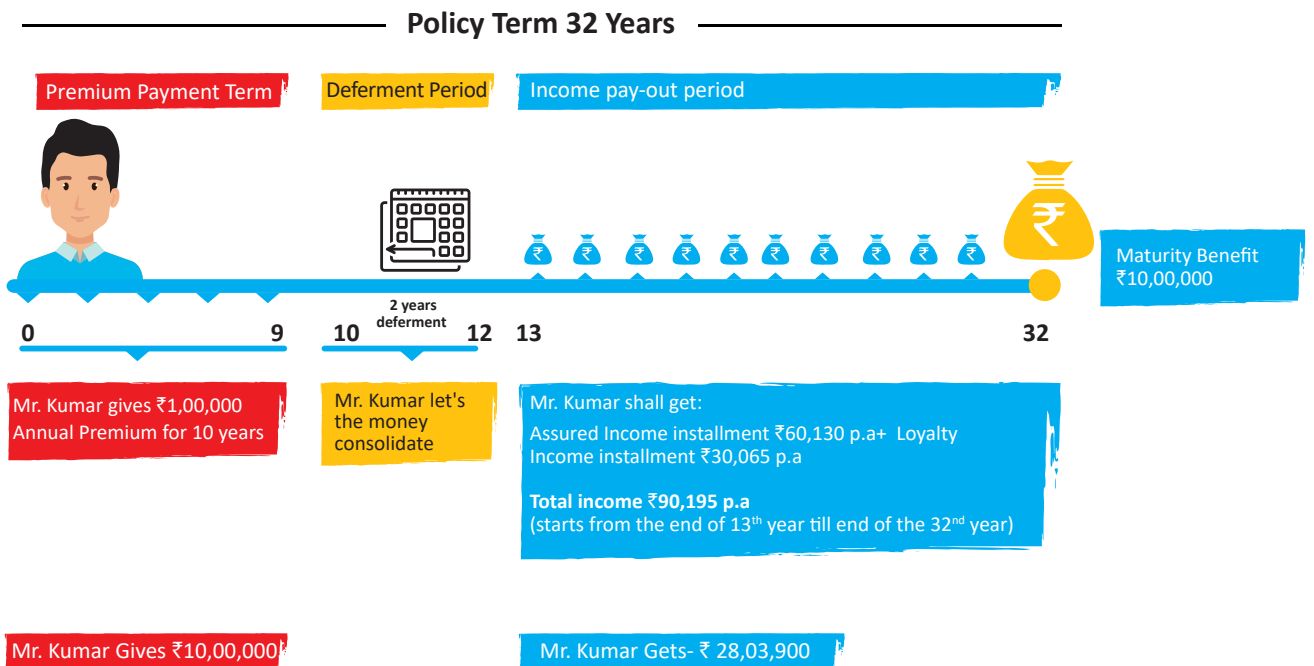 Policy Term 32 Years
Premium Payment Term
Deferment Period
Income pay-out period
₹
₹
₹
₹
₹
₹
₹
₹
₹
₹
₹
Maturity Benefit
₹10,00,000
2 years
deferment
0
9
10
12
13
32
Mr. Kumar gives ₹1,00,000
Annual Premium for 10 years
Mr. Kumar let's
the money
consolidate
Mr. Kumar shall get:
Assured Income installment ₹60,130 p.a+ Loyalty
Income installment ₹30,065 p.a
Total income ₹90,195 p.a
(starts from the end of 13th year till end of the 32nd year)
Mr. Kumar Gives ₹10,00,000
Mr. Kumar Gets- ₹ 28,03,900